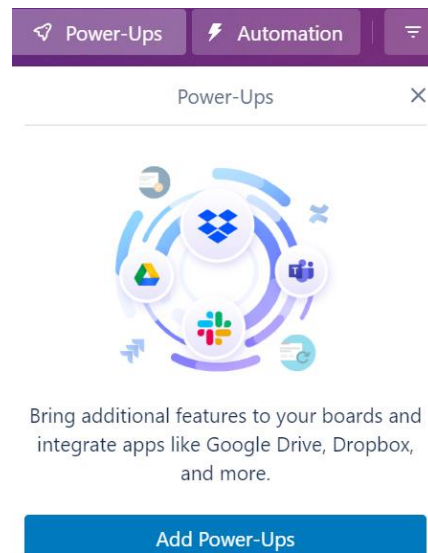 Power-Ups Automation
Power-Ups
Bring additional features to your boards and
integrate apps like Google Drive, Dropbox,
and more.
Add Power-Ups